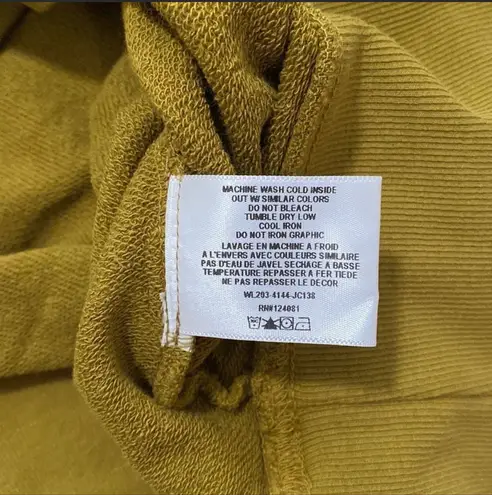 MACHINE WASH COLD INSIDE
OUT W/ SIMILAR COLORS
DO NOT BLEACH
TUMBLE DRY LOW
COOL IRON
DO NOT IRON GRAPHIC
LAVAGE EN MACHINE A FROID
A L'ENVERS AVEC COULEURS SIMILAIRE
PAS D'EAU DE JAVEL SECHAGE A BASSE
TEMPERATURE REPASSER A FER TIEDE
NE PAS REPASSER LE DECOR
WL293-4144-JC138
RN#124081